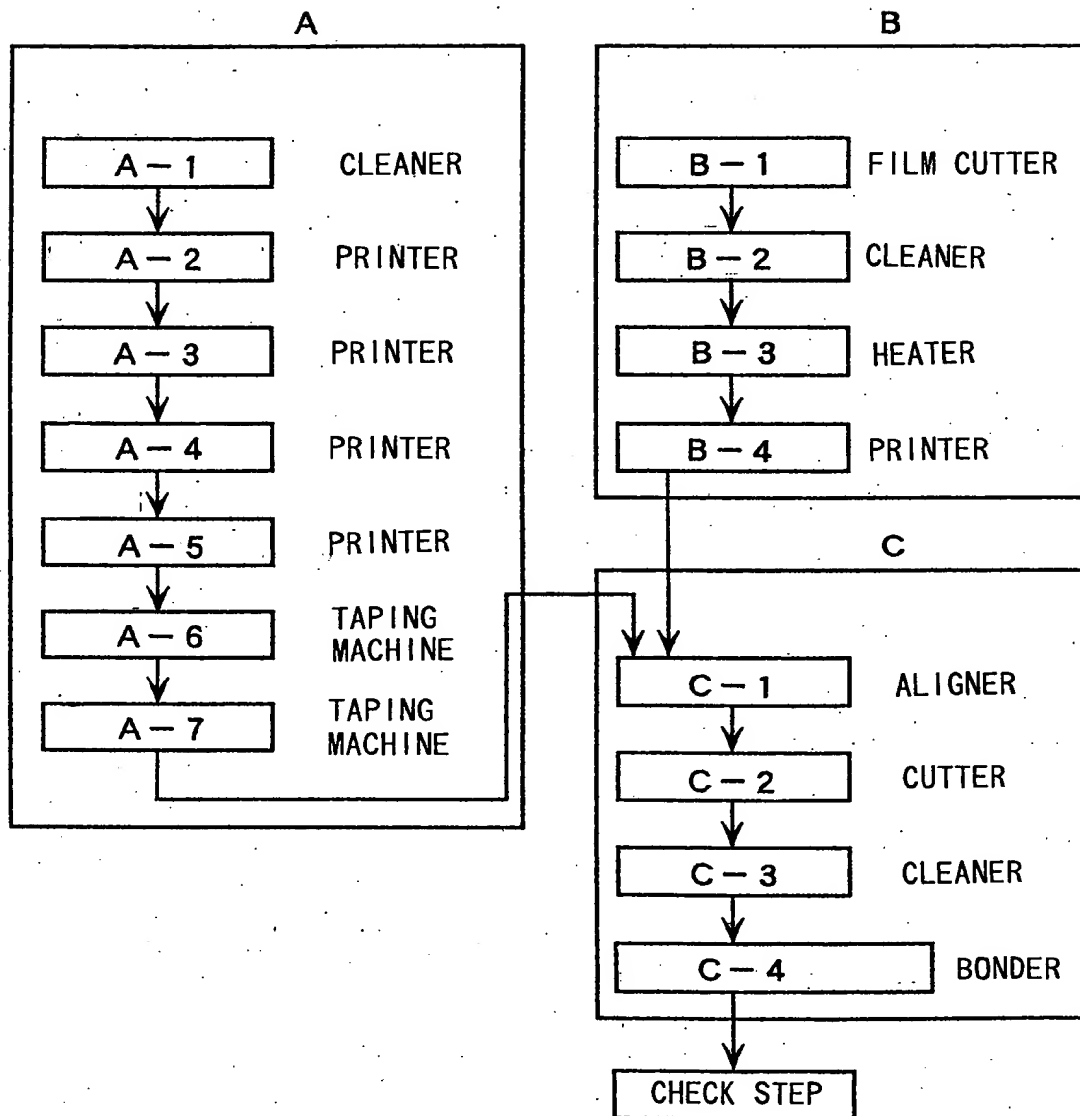 A
A-1 CLEANER
A-2 PRINTER
A-3 PRINTER
A-4 PRINTER
A-5 PRINTER
A-6 TAPING
MACHINE
A-7 TAPING
MACHINE
B
B-1 FILM CUTTER
B-2 CLEANER
B-3 HEATER
B-4 PRINTER
C
C-1 ALIGNER
C-2 CUTTER
C-3 CLEANER
C-4 BONDER
CHECK STEP